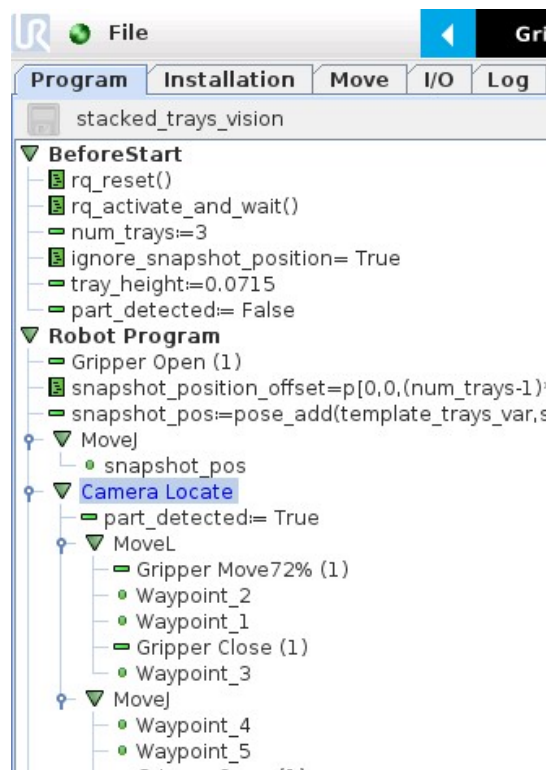 UR File Gri
Program Installation Move I/O Log
stacked_trays_vision
BeforeStart
rq_reset()
rq_activate_and_wait()
num_trays≔3
ignore_snapshot_position= True
tray_height≔0.0715
part_detected≔ False
Robot Program
Gripper Open (1)
snapshot_position_offset=p[0,0,(num_trays-1)
snapshot_pos≔pose_add(template_trays_var,s
MoveJ
snapshot_pos
Camera Locate
part_detected≔ True
MoveL
Gripper Move72% (1)
Waypoint_2
Waypoint_1
Gripper Close (1)
Waypoint_3
MoveJ
Waypoint_4
Waypoint_5